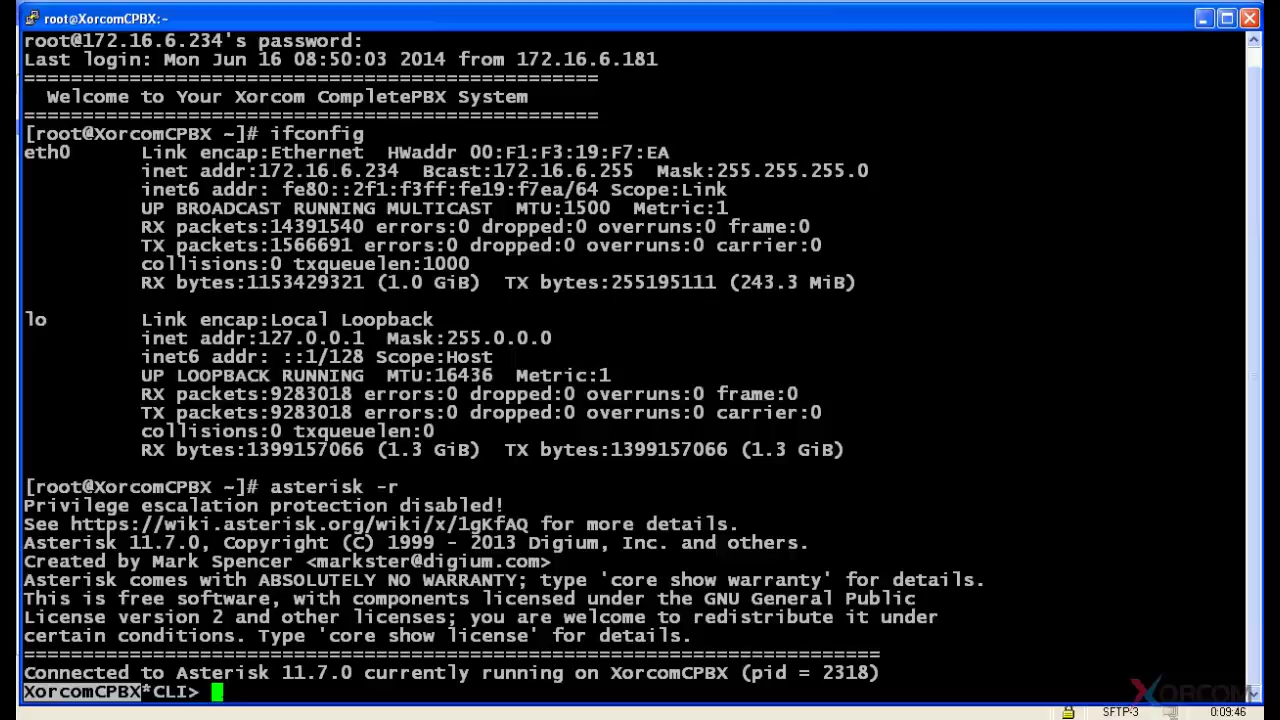 root@XorcomCPBX:~
root@172.16.6.234's password:
Last login: Mon Jun 16 08:50:03 2014 from 172.16.6.181
=================================================
  Welcome to Your Xorcom CompletePBX System
=================================================
[root@XorcomCPBX ~]# ifconfig
eth0      Link encap:Ethernet  HWaddr 00:F1:F3:19:F7:EA
          inet addr:172.16.6.234  Bcast:172.16.6.255  Mask:255.255.255.0
          inet6 addr: fe80::2f1:f3ff:fe19:f7ea/64 Scope:Link
          UP BROADCAST RUNNING MULTICAST  MTU:1500  Metric:1
          RX packets:14391540 errors:0 dropped:0 overruns:0 frame:0
          TX packets:1566691 errors:0 dropped:0 overruns:0 carrier:0
          collisions:0 txqueuelen:1000
          RX bytes:1153429321 (1.0 GiB)  TX bytes:255195111 (243.3 MiB)
lo        Link encap:Local Loopback
          inet addr:127.0.0.1  Mask:255.0.0.0
          inet6 addr: ::1/128 Scope:Host
          UP LOOPBACK RUNNING  MTU:16436  Metric:1
          RX packets:9283018 errors:0 dropped:0 overruns:0 frame:0
          TX packets:9283018 errors:0 dropped:0 overruns:0 carrier:0
          collisions:0 txqueuelen:0
          RX bytes:1399157066 (1.3 GiB)  TX bytes:1399157066 (1.3 GiB)
[root@XorcomCPBX ~]# asterisk -r
Privilege escalation protection disabled!
See https://wiki.asterisk.org/wiki/x/1gKfAQ for more details.
Asterisk 11.7.0, Copyright (C) 1999 - 2013 Digium, Inc. and others.
Created by Mark Spencer <markster@digium.com>
Asterisk comes with ABSOLUTELY NO WARRANTY; type 'core show warranty' for details.
This is free software, with components licensed under the GNU General Public
License version 2 and other licenses; you are welcome to redistribute it under
certain conditions. Type 'core show license' for details.
=========================================================================
Connected to Asterisk 11.7.0 currently running on XorcomCPBX (pid = 2318)
XorcomCPBX*CLI>
XORCOM
SFTP-3 0:09:46